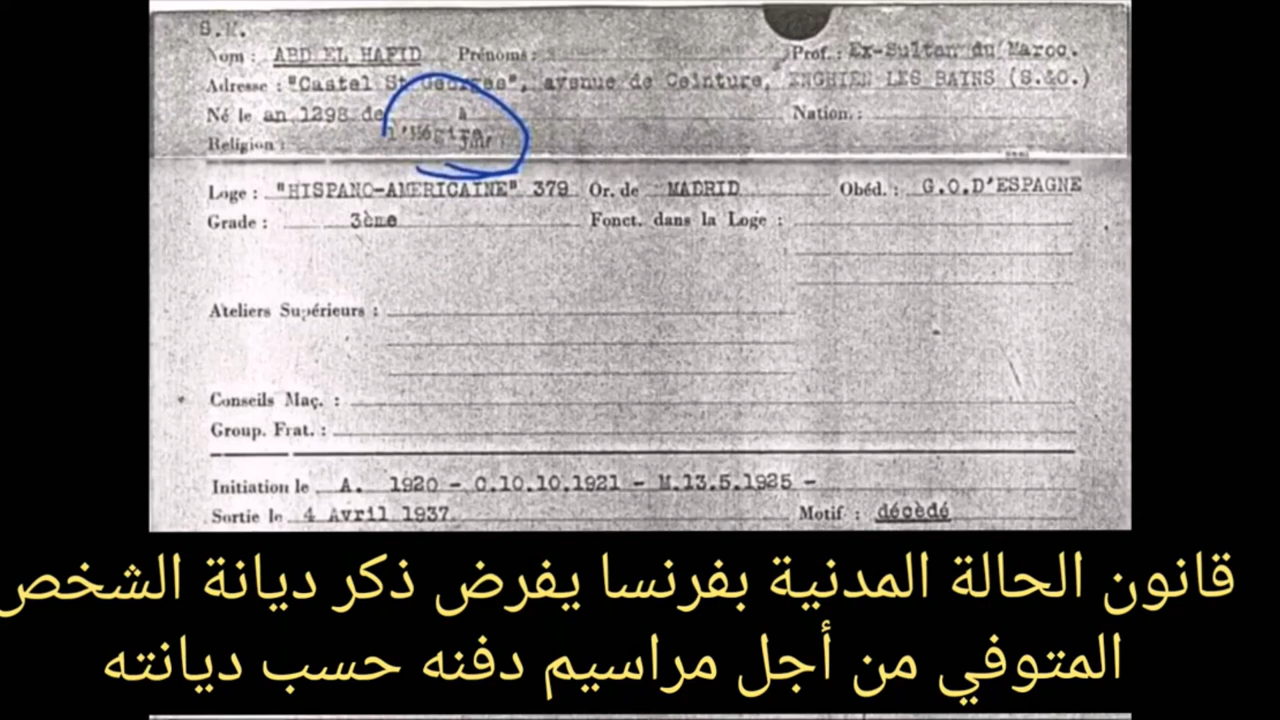 S.M.
Nom : ABD EL HAFID Prénoms : Prof. : Ex-Sultan du Maroc.
Adresse : "Castel St Georges", avenue de Ceinture, ENGHIEN LES BAINS (S.&O.)
Né le an 1298 de à Nation. :
l'Hégire
Religion :
Loge : "HISPANO-AMERICAINE" 379 Or. de MADRID Obéd. : G.O.D'ESPAGNE
Grade : 3ème Fonct. dans la Loge :
Ateliers Supérieurs :
Conseils Maç. :
Group. Frat. :
Initiation le A. 1920 - C.10.10.1921 - M.13.5.1925 -
Sortie le 4 Avril 1937 Motif : décédé
قانون الحالة المدنية بفرنسا يفرض ذكر ديانة الشخص
المتوفي من أجل مراسيم دفنه حسب ديانته